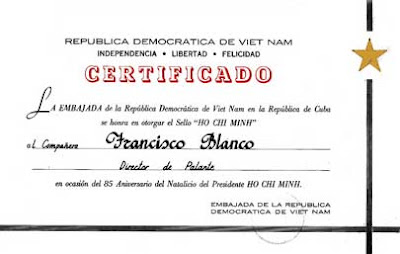 REPUBLICA DEMOCRATICA DE VIET NAM
INDEPENDENCIA • LIBERTAD • FELICIDAD
CERTIFICADO
LA EMBAJADA de la República Democrática de Viet Nam en la República de Cuba
se honra en otorgar el Sello "HO CHI MINH"
al Compañero Francisco Blanco
Director de Palante
en ocasión del 85 Aniversario del Natalicio del Presidente HO CHI MINH.
EMBAJADA DE LA REPUBLICA
DEMOCRATICA DE VIET NAM